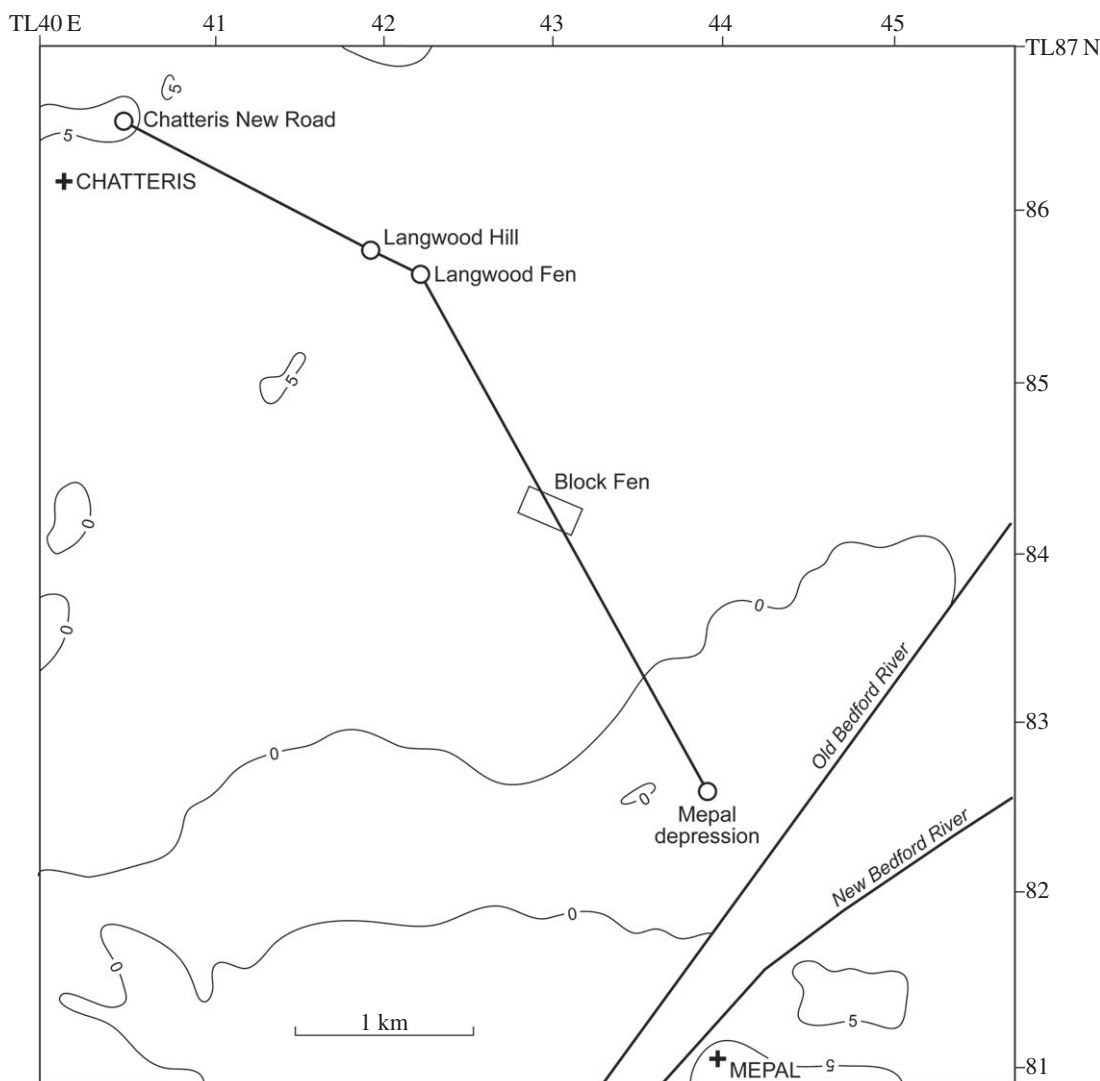 TL40 E
41
42
43
44
45
TL87 N
5
Chatteris New Road
5
CHATTERIS
86
Langwood Hill
Langwood Fen
85
5
Block Fen
0
84
0
0
Old Bedford River
83
0
0
Mepal
depression
New Bedford River
82
0
0
1 km
5
81
MEPAL
5